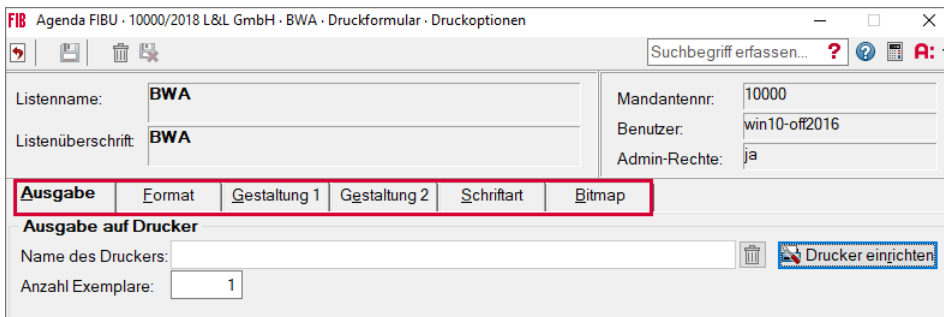 FIB Agenda FIBU · 10000/2018 L&L GmbH · BWA · Druckformular · Druckoptionen
Suchbegriff erfassen... ? ? A:
Listenname: BWA
Listenüberschrift: BWA
Mandantennr: 10000
Benutzer: win10-off2016
Admin-Rechte: ja
Ausgabe Format Gestaltung 1 Gestaltung 2 Schriftart Bitmap
Ausgabe auf Drucker
Name des Druckers: Drucker einrichten
Anzahl Exemplare: 1